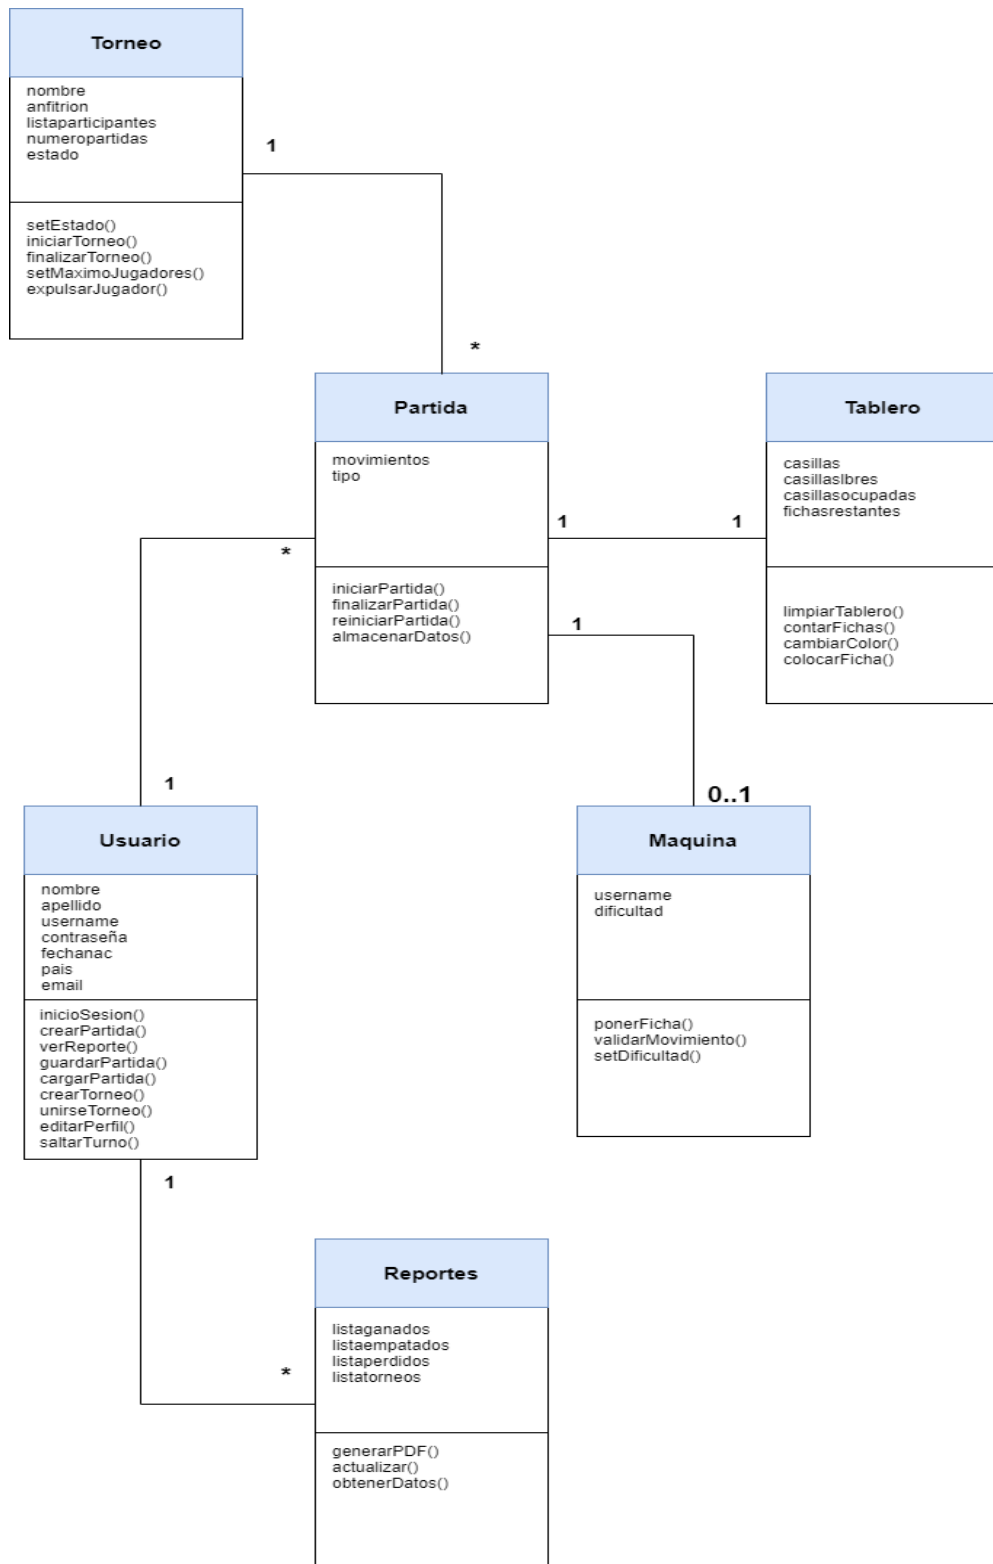 Torneo
nombre
anfitrion
listaparticipantes
numeropartidas
estado
setEstado()
iniciarTorneo()
finalizarTorneo()
setMaximoJugadores()
expulsarJugador()
1
*
Partida
movimientos
tipo
iniciarPartida()
finalizarPartida()
reiniciarPartida()
almacenarDatos()
1
1
Tablero
casillas
casillaslbres
casillasocupadas
fichasrestantes
limpiarTablero()
contarFichas()
cambiarColor()
colocarFicha()
*
1
1
0..1
Usuario
nombre
apellido
username
contraseña
fechanac
pais
email
inicioSesion()
crearPartida()
verReporte()
guardarPartida()
cargarPartida()
crearTorneo()
unirseTorneo()
editarPerfil()
saltarTurno()
Maquina
username
dificultad
ponerFicha()
validarMovimiento()
setDificultad()
1
*
Reportes
listaganados
listaempatados
listaperdidos
listatorneos
generarPDF()
actualizar()
obtenerDatos()